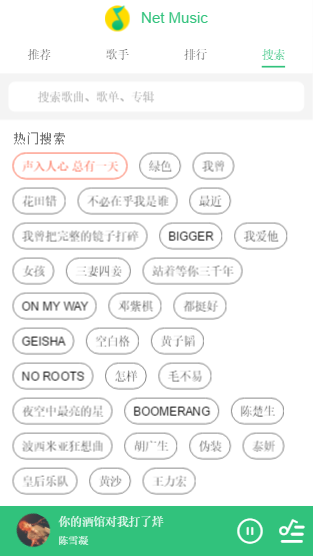 Net Music
推荐 歌手 排行 搜索
搜索歌曲、歌单、专辑
热门搜索
声入人心 总有一天 绿色 我曾
花田错 不必在乎我是谁 最近
我曾把完整的镜子打碎 BIGGER 我爱他
女孩 三妻四妾 站着等你三千年
ON MY WAY 邓紫棋 都挺好
GEISHA 空白格 黄子韬
NO ROOTS 怎样 毛不易
夜空中最亮的星 BOOMERANG 陈楚生
波西米亚狂想曲 胡广生 伪装 秦妍
皇后乐队 黄沙 王力宏
你的酒馆对我打了烊
陈雪凝